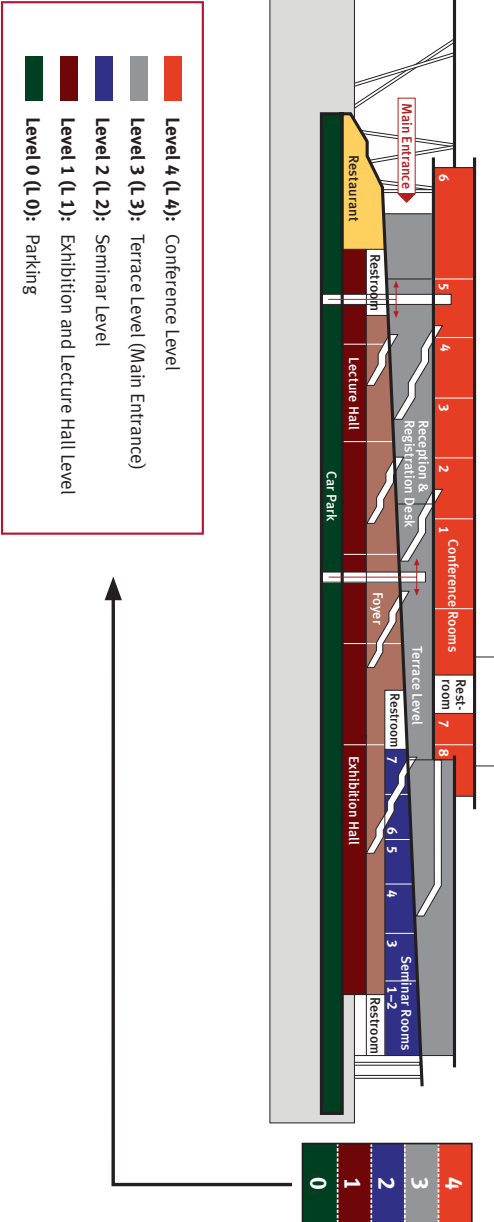 6
5
4
3
2
1
Conference Rooms
Rest-
room
7
8
Main Entrance
Reception &
Registration Desk
Terrace Level
Restaurant
Restroom
Foyer
Restroom
7
6
5
4
3
1–2
Seminar Rooms
Restroom
Lecture Hall
Exhibition Hall
Car Park
4
3
2
1
0
Level 4 (L 4): Conference Level
Level 3 (L 3): Terrace Level (Main Entrance)
Level 2 (L 2): Seminar Level
Level 1 (L 1): Exhibition and Lecture Hall Level
Level 0 (L 0): Parking